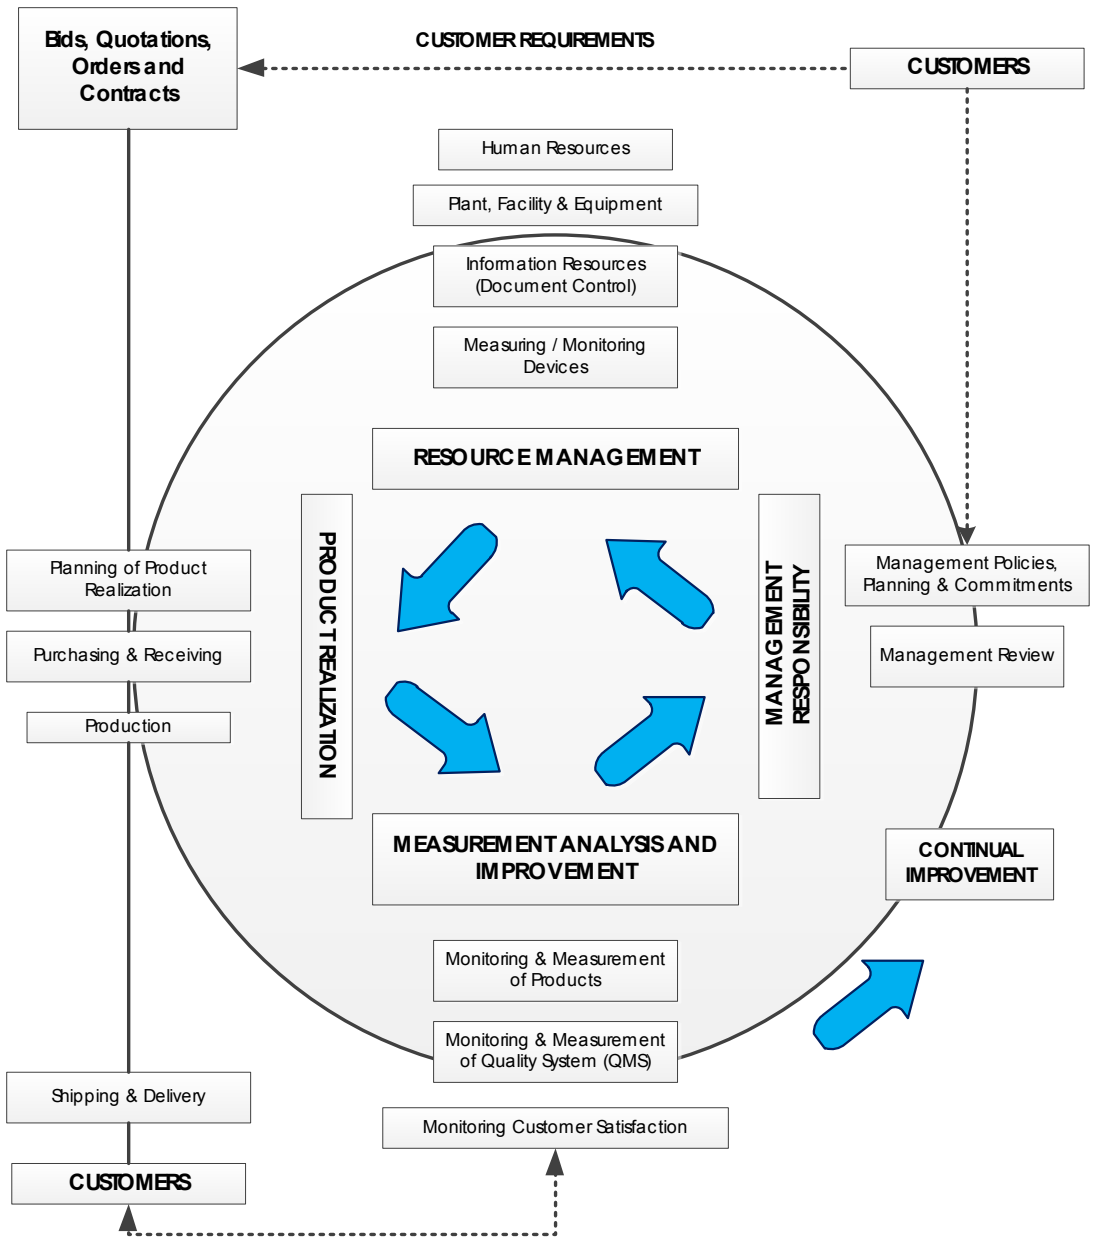 Bids, Quotations,
Orders and
Contracts
CUSTOMER REQUIREMENTS
CUSTOMERS
Human Resources
Plant, Facility & Equipment
Information Resources
(Document Control)
Measuring / Monitoring
Devices
RESOURCE MANAGEMENT
PRODUCT REALIZATION
MANAGEMENT
RESPONSIBILITY
Planning of Product
Realization
Management Policies,
Planning & Commitments
Purchasing & Receiving
Management Review
Production
MEASUREMENT ANALYSIS AND
IMPROVEMENT
CONTINUAL
IMPROVEMENT
Monitoring & Measurement
of Products
Monitoring & Measurement
of Quality System (QMS)
Shipping & Delivery
Monitoring Customer Satisfaction
CUSTOMERS